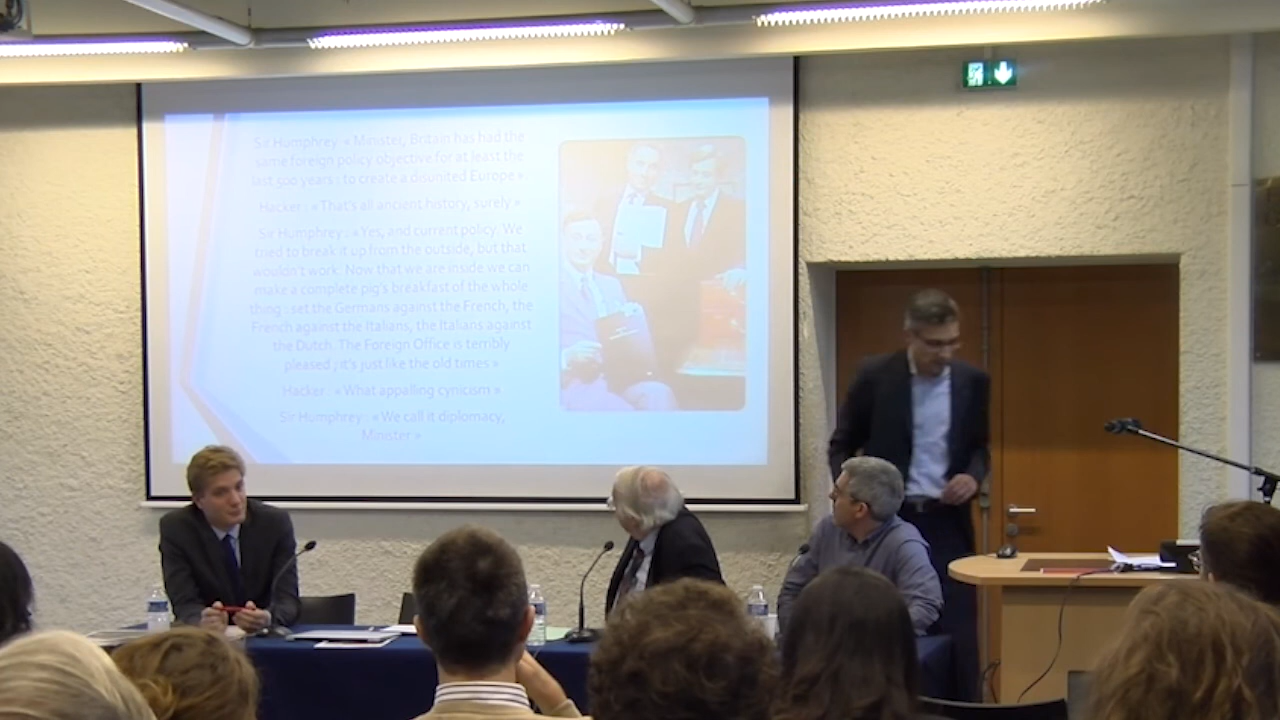 Sir Humphrey : « Minister, Britain has had the
same foreign policy objective for at least the
last 500 years : to create a disunited Europe »
Hacker : « That's all ancient history, surely »
Sir Humphrey : « Yes, and current policy. We
tried to break it up from the outside, but that
wouldn't work. Now that we are inside we can
make a complete pig's breakfast of the whole
thing : set the Germans against the French, the
French against the Italians, the Italians against
the Dutch. The Foreign Office is terribly
pleased ; it's just like the old times »
Hacker : « What appalling cynicism »
Sir Humphrey : « We call it diplomacy,
Minister »